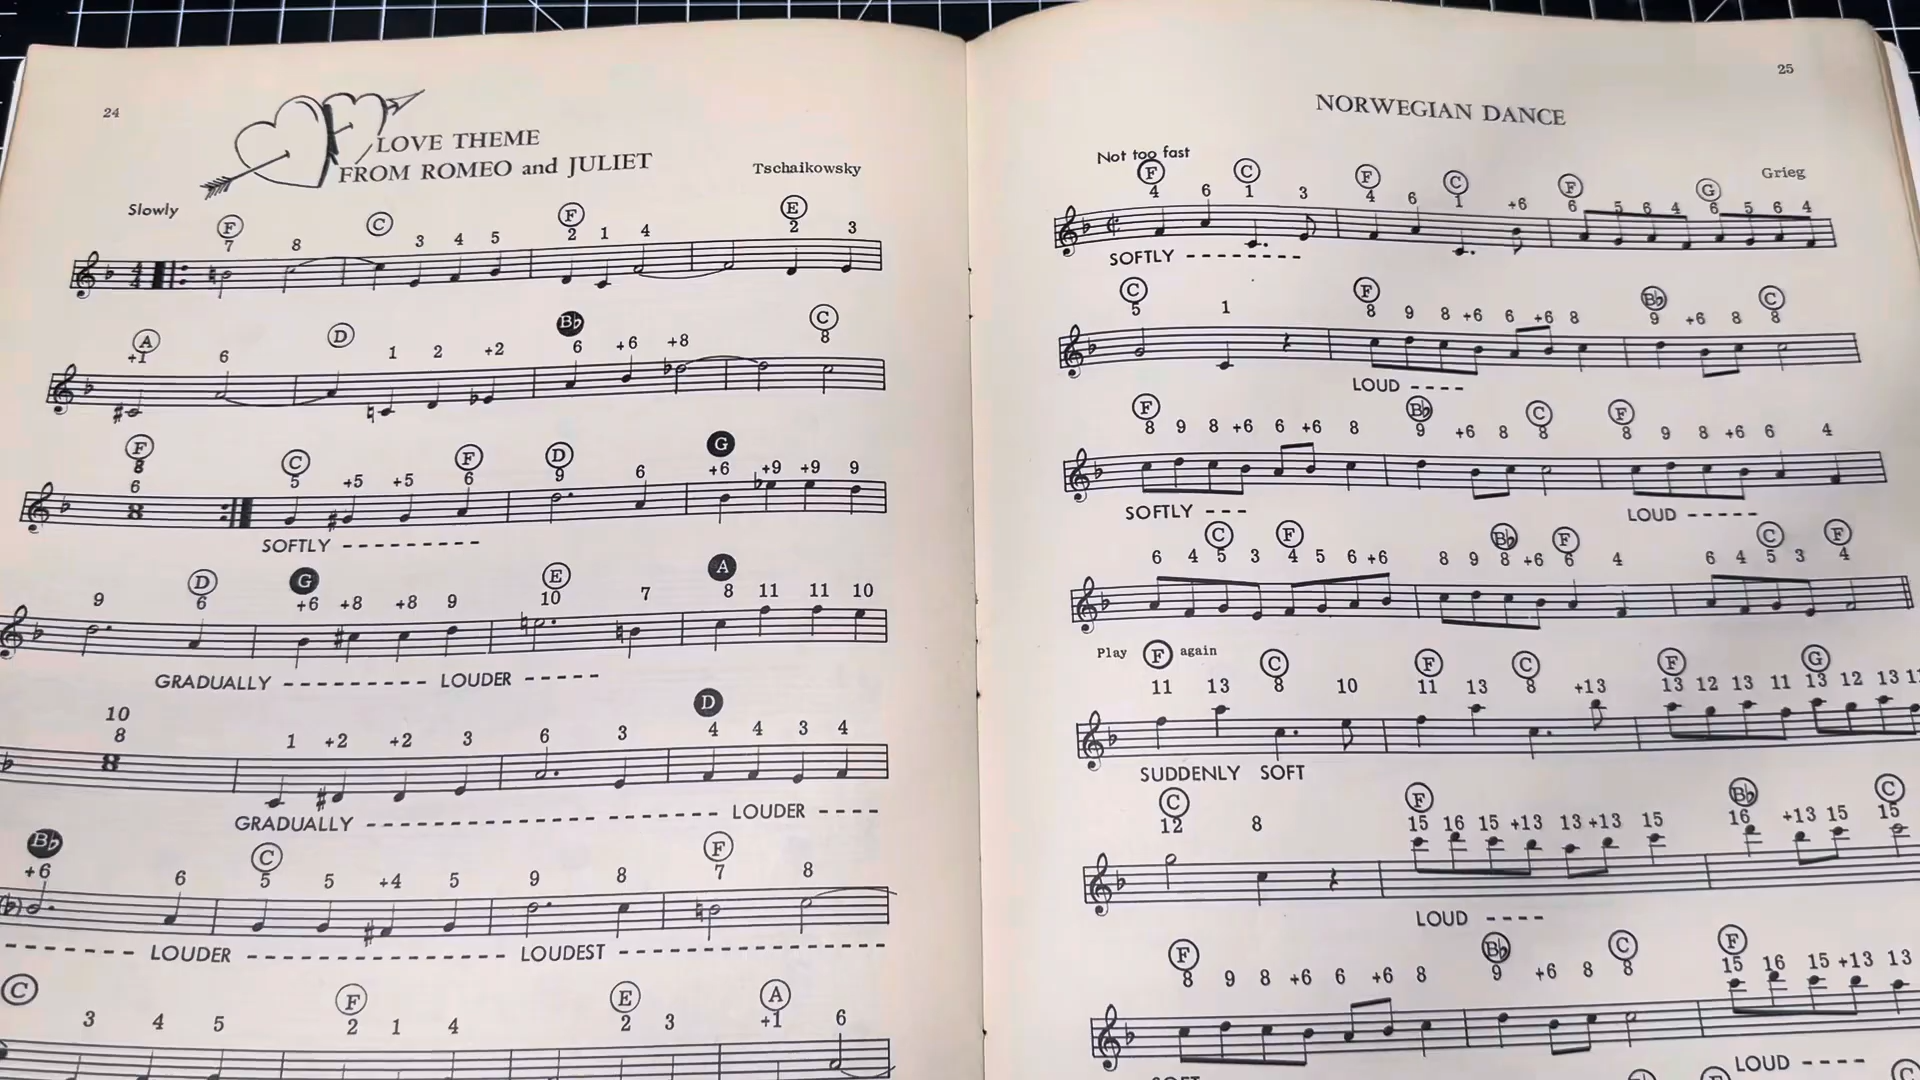 24
LOVE THEME
FROM ROMEO and JULIET
Tschaikowsky
Slowly
F C F E
7 8 3 4 5 2 1 4 2 3
A D Bb C
+1 6 1 2 +2 6 +6 +8 8
F C F D G
8 5 +5 +5 6 9 6 +6 +9 +9 9
6
8
SOFTLY
D G E A
9 6 +6 +8 +8 9 10 7 8 11 11 10
GRADUALLY LOUDER
D
10 1 +2 +2 3 6 3 4 4 3 4
8
8
GRADUALLY LOUDER
Bb C F
+6 6 5 5 +4 5 9 8 7 8
LOUDER LOUDEST
C F E A
3 4 5 2 1 4 2 3 +1 6
25
NORWEGIAN DANCE
Not too fast
Grieg
F C F C F G
4 6 1 3 4 6 1 +6 6 5 6 4 6 5 6 4
SOFTLY
C F Bb C
5 1 8 9 8 +6 6 +6 8 9 +6 8 8
LOUD
F Bb C F
8 9 8 +6 6 +6 8 9 +6 8 8 8 9 8 +6 6 4
SOFTLY LOUD
C F Bb F C F
6 4 5 3 4 5 6 +6 8 9 8 +6 6 4 6 4 5 3 4
Play F again C F C F G
11 13 8 10 11 13 8 +13 13 12 13 11 13 12 13
SUDDENLY SOFT
C F Bb C
12 8 15 16 15 +13 13 +13 15 16 +13 15 15
LOUD
F Bb C F
8 9 8 +6 6 +6 8 9 +6 8 8 15 16 15 +13 13
LOUD